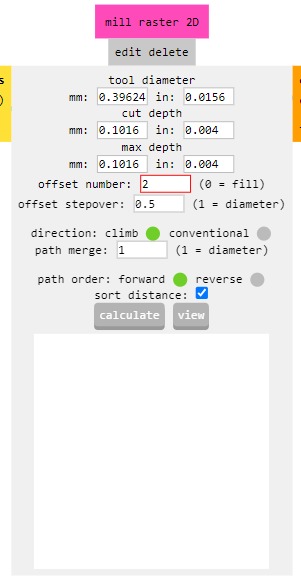 mill raster 2D
edit delete
tool diameter
mm: 0.39624 in: 0.0156
cut depth
mm: 0.1016 in: 0.004
max depth
mm: 0.1016 in: 0.004
offset number: 2 (0 = fill)
offset stepover: 0.5 (1 = diameter)
direction: climb conventional
path merge: 1 (1 = diameter)
path order: forward reverse
sort distance:
calculate view